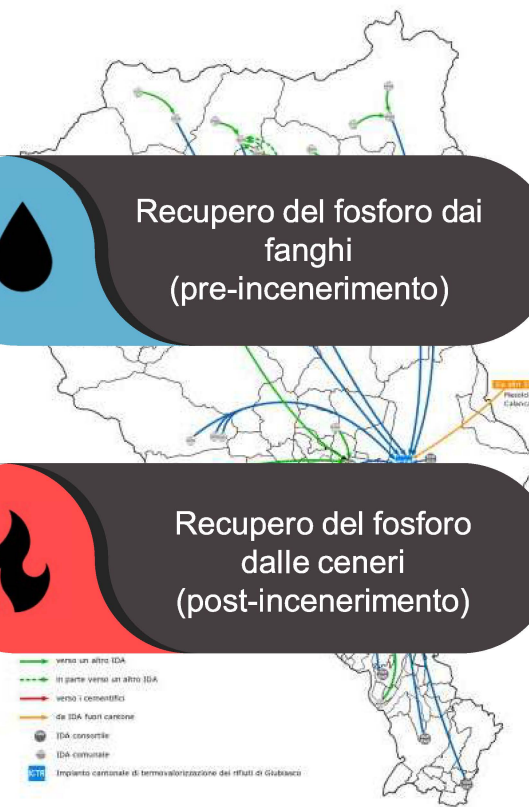 Recupero del fosforo dai
fanghi
(pre-incenerimento)
Recupero del fosforo
dalle ceneri
(post-incenerimento)
verso un altro IDA
in parte verso un altro IDA
verso i cementifici
da IDA fuori cantone
IDA consortile
IDA comunale
ICTR Impianto cantonale di termovalorizzazione dei rifiuti di Giubiasco